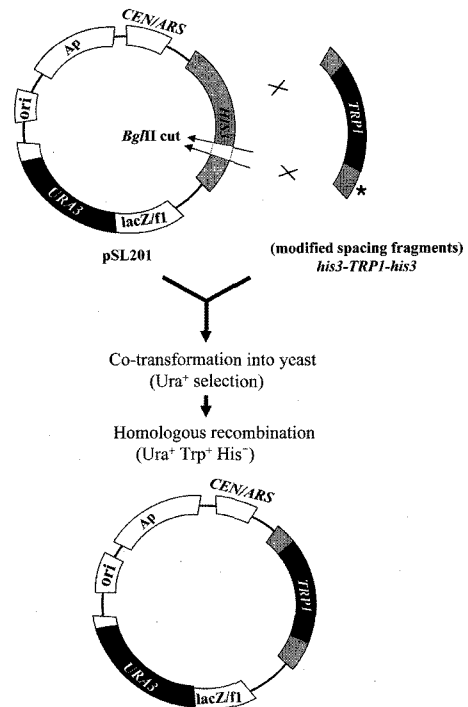 CEN/ARS
Ap
ori
HIS3
BglII cut
URA3
lacZ/f1
pSL201
TRP1
*
(modified spacing fragments)
his3-TRP1-his3
Co-transformation into yeast
(Ura⁺ selection)
Homologous recombination
(Ura⁺ Trp⁺ His⁻)
CEN/ARS
Ap
ori
TRP1
URA3
lacZ/f1